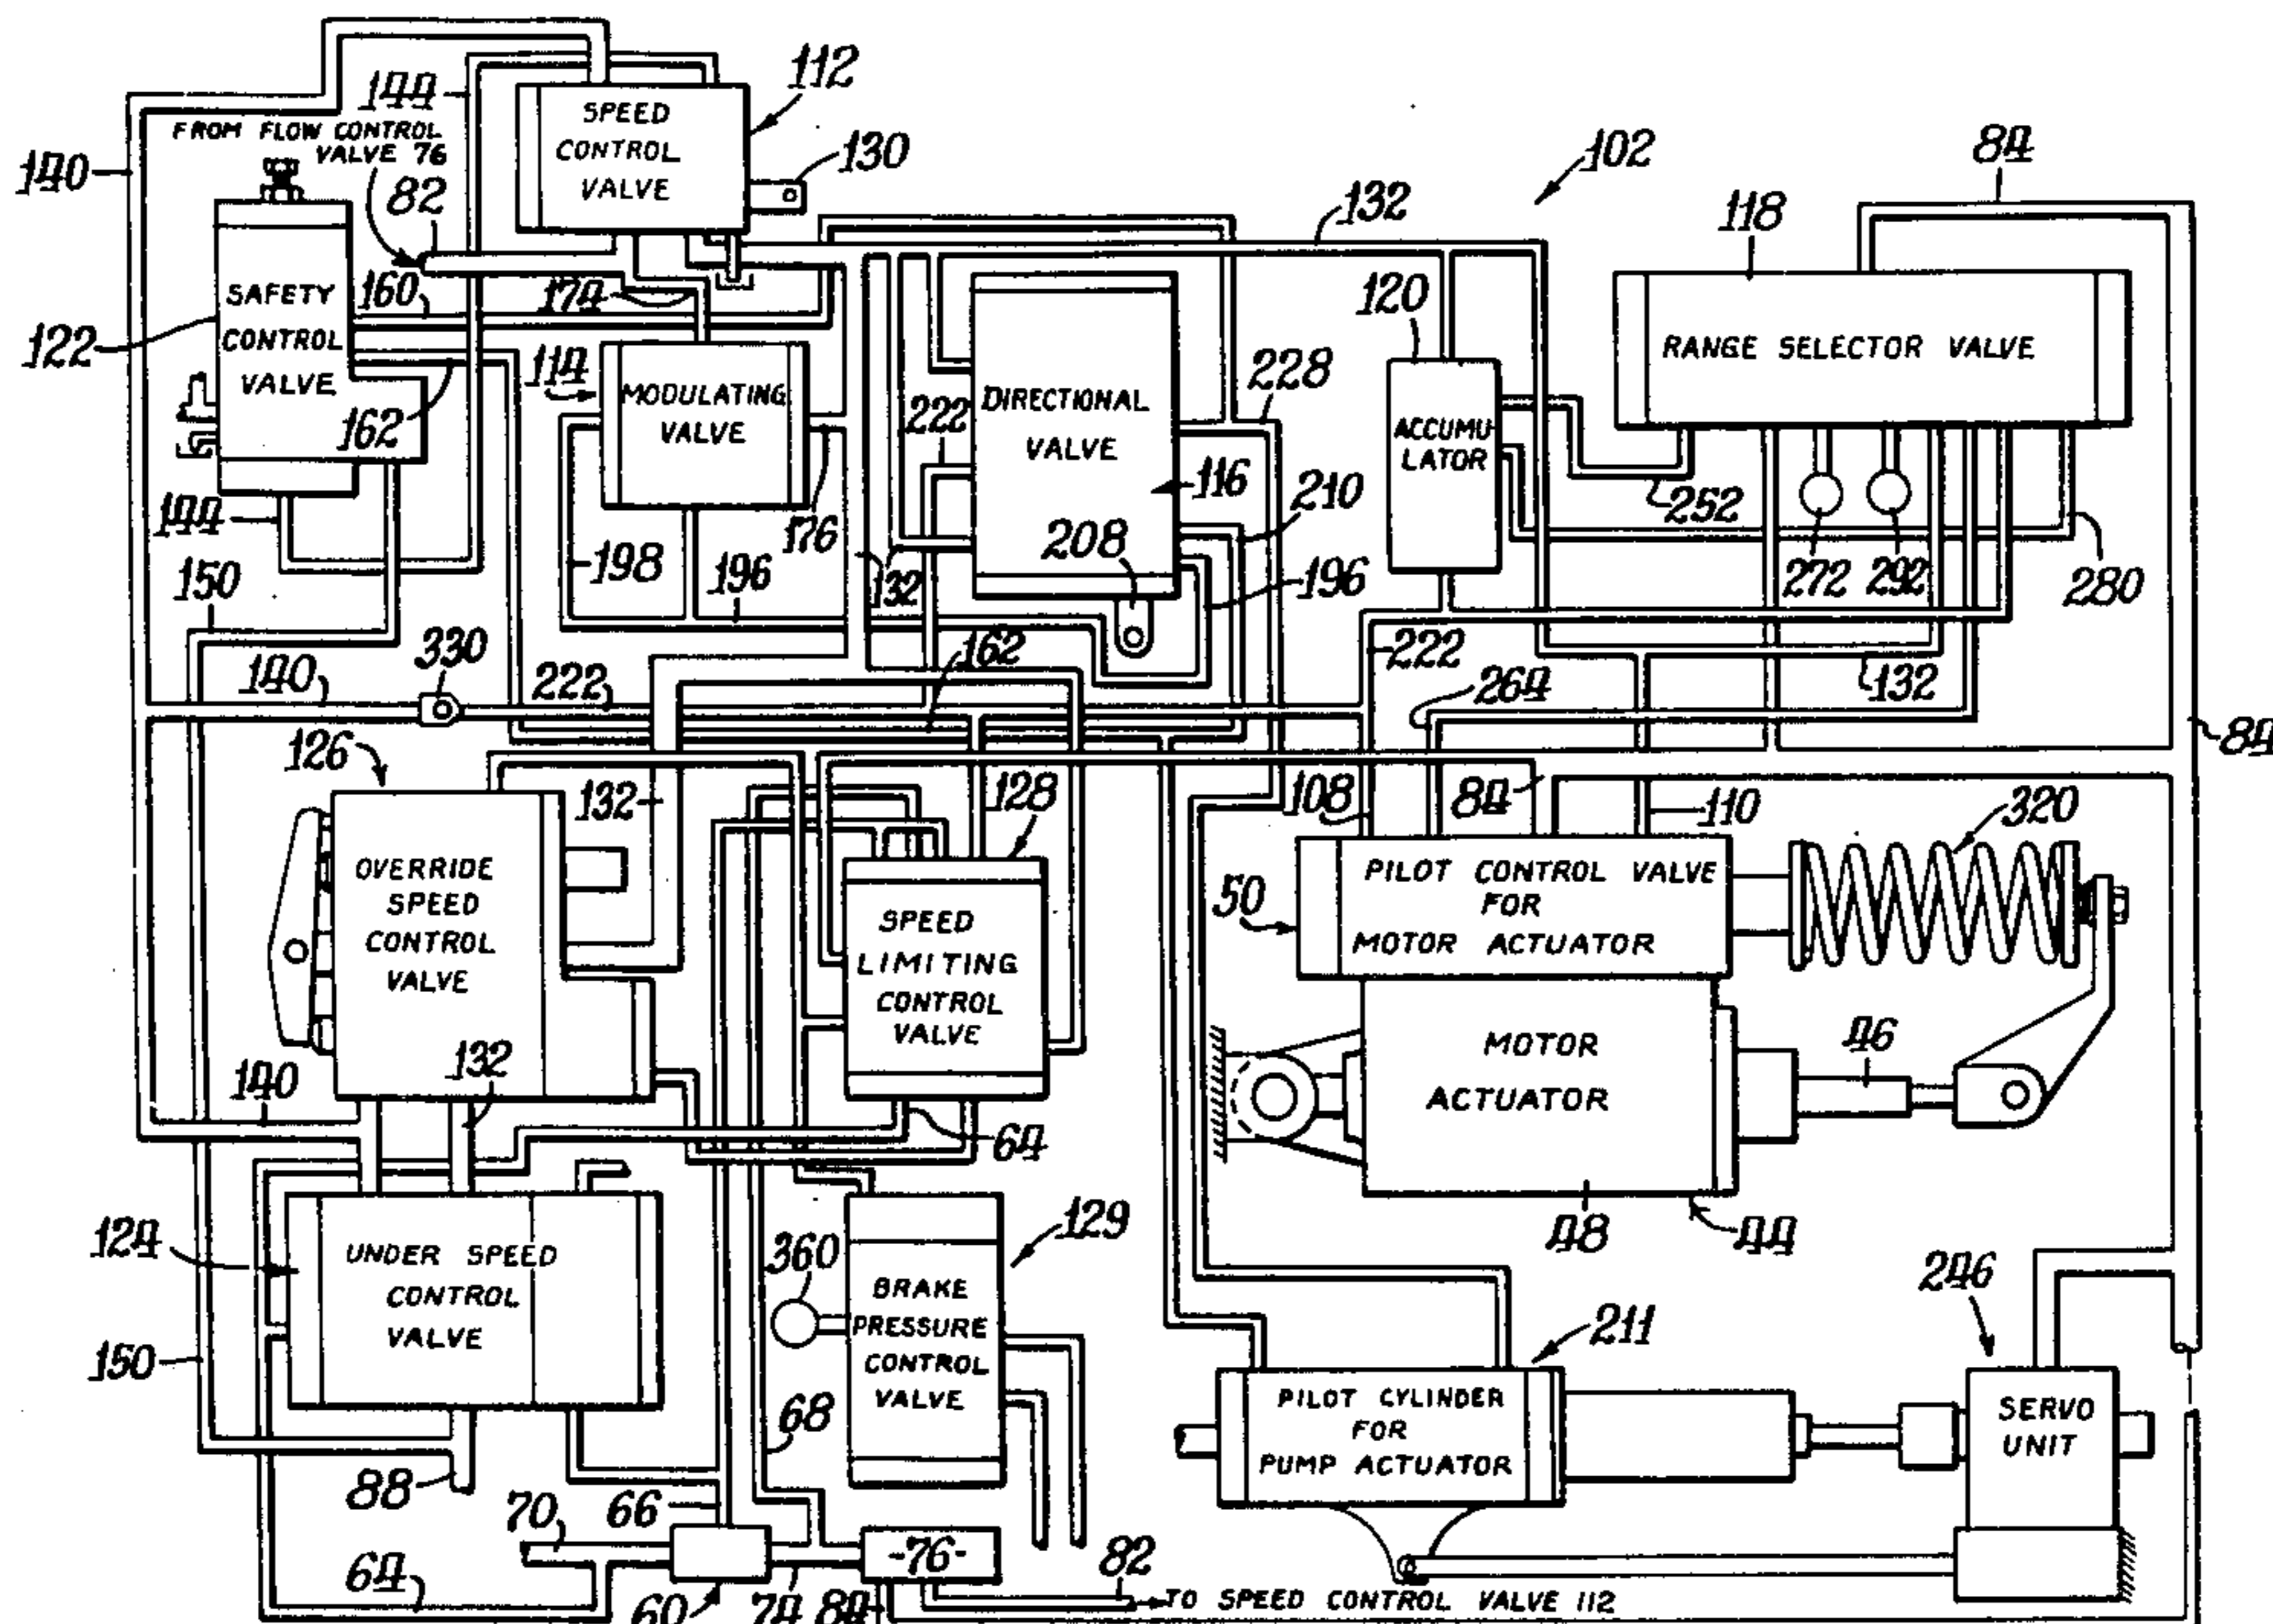 112
144
SPEED
CONTROL
VALVE
FROM FLOW CONTROL
VALVE 76
140
82
130
102
84
132
118
SAFETY
CONTROL
VALVE
122
160
174
120
RANGE SELECTOR VALVE
162
114
MODULATING
VALVE
222
DIRECTIONAL
VALVE
228
ACCUMU-
LATOR
144
176
116
210
252
208
198
196
132
196
272
292
280
150
330
140
222
162
222
264
132
84
126
132
128
108
84
110
320
OVERRIDE
SPEED
CONTROL
VALVE
SPEED
LIMITING
CONTROL
VALVE
50
PILOT CONTROL VALVE
FOR
MOTOR ACTUATOR
MOTOR
ACTUATOR
46
140
132
64
48
44
124
UNDER SPEED
CONTROL
VALVE
360
129
BRAKE
PRESSURE
CONTROL
VALVE
246
211
150
68
PILOT CYLINDER
FOR
PUMP ACTUATOR
SERVO
UNIT
88
66
70
-76-
82
64
60
74
84
TO SPEED CONTROL VALVE 112